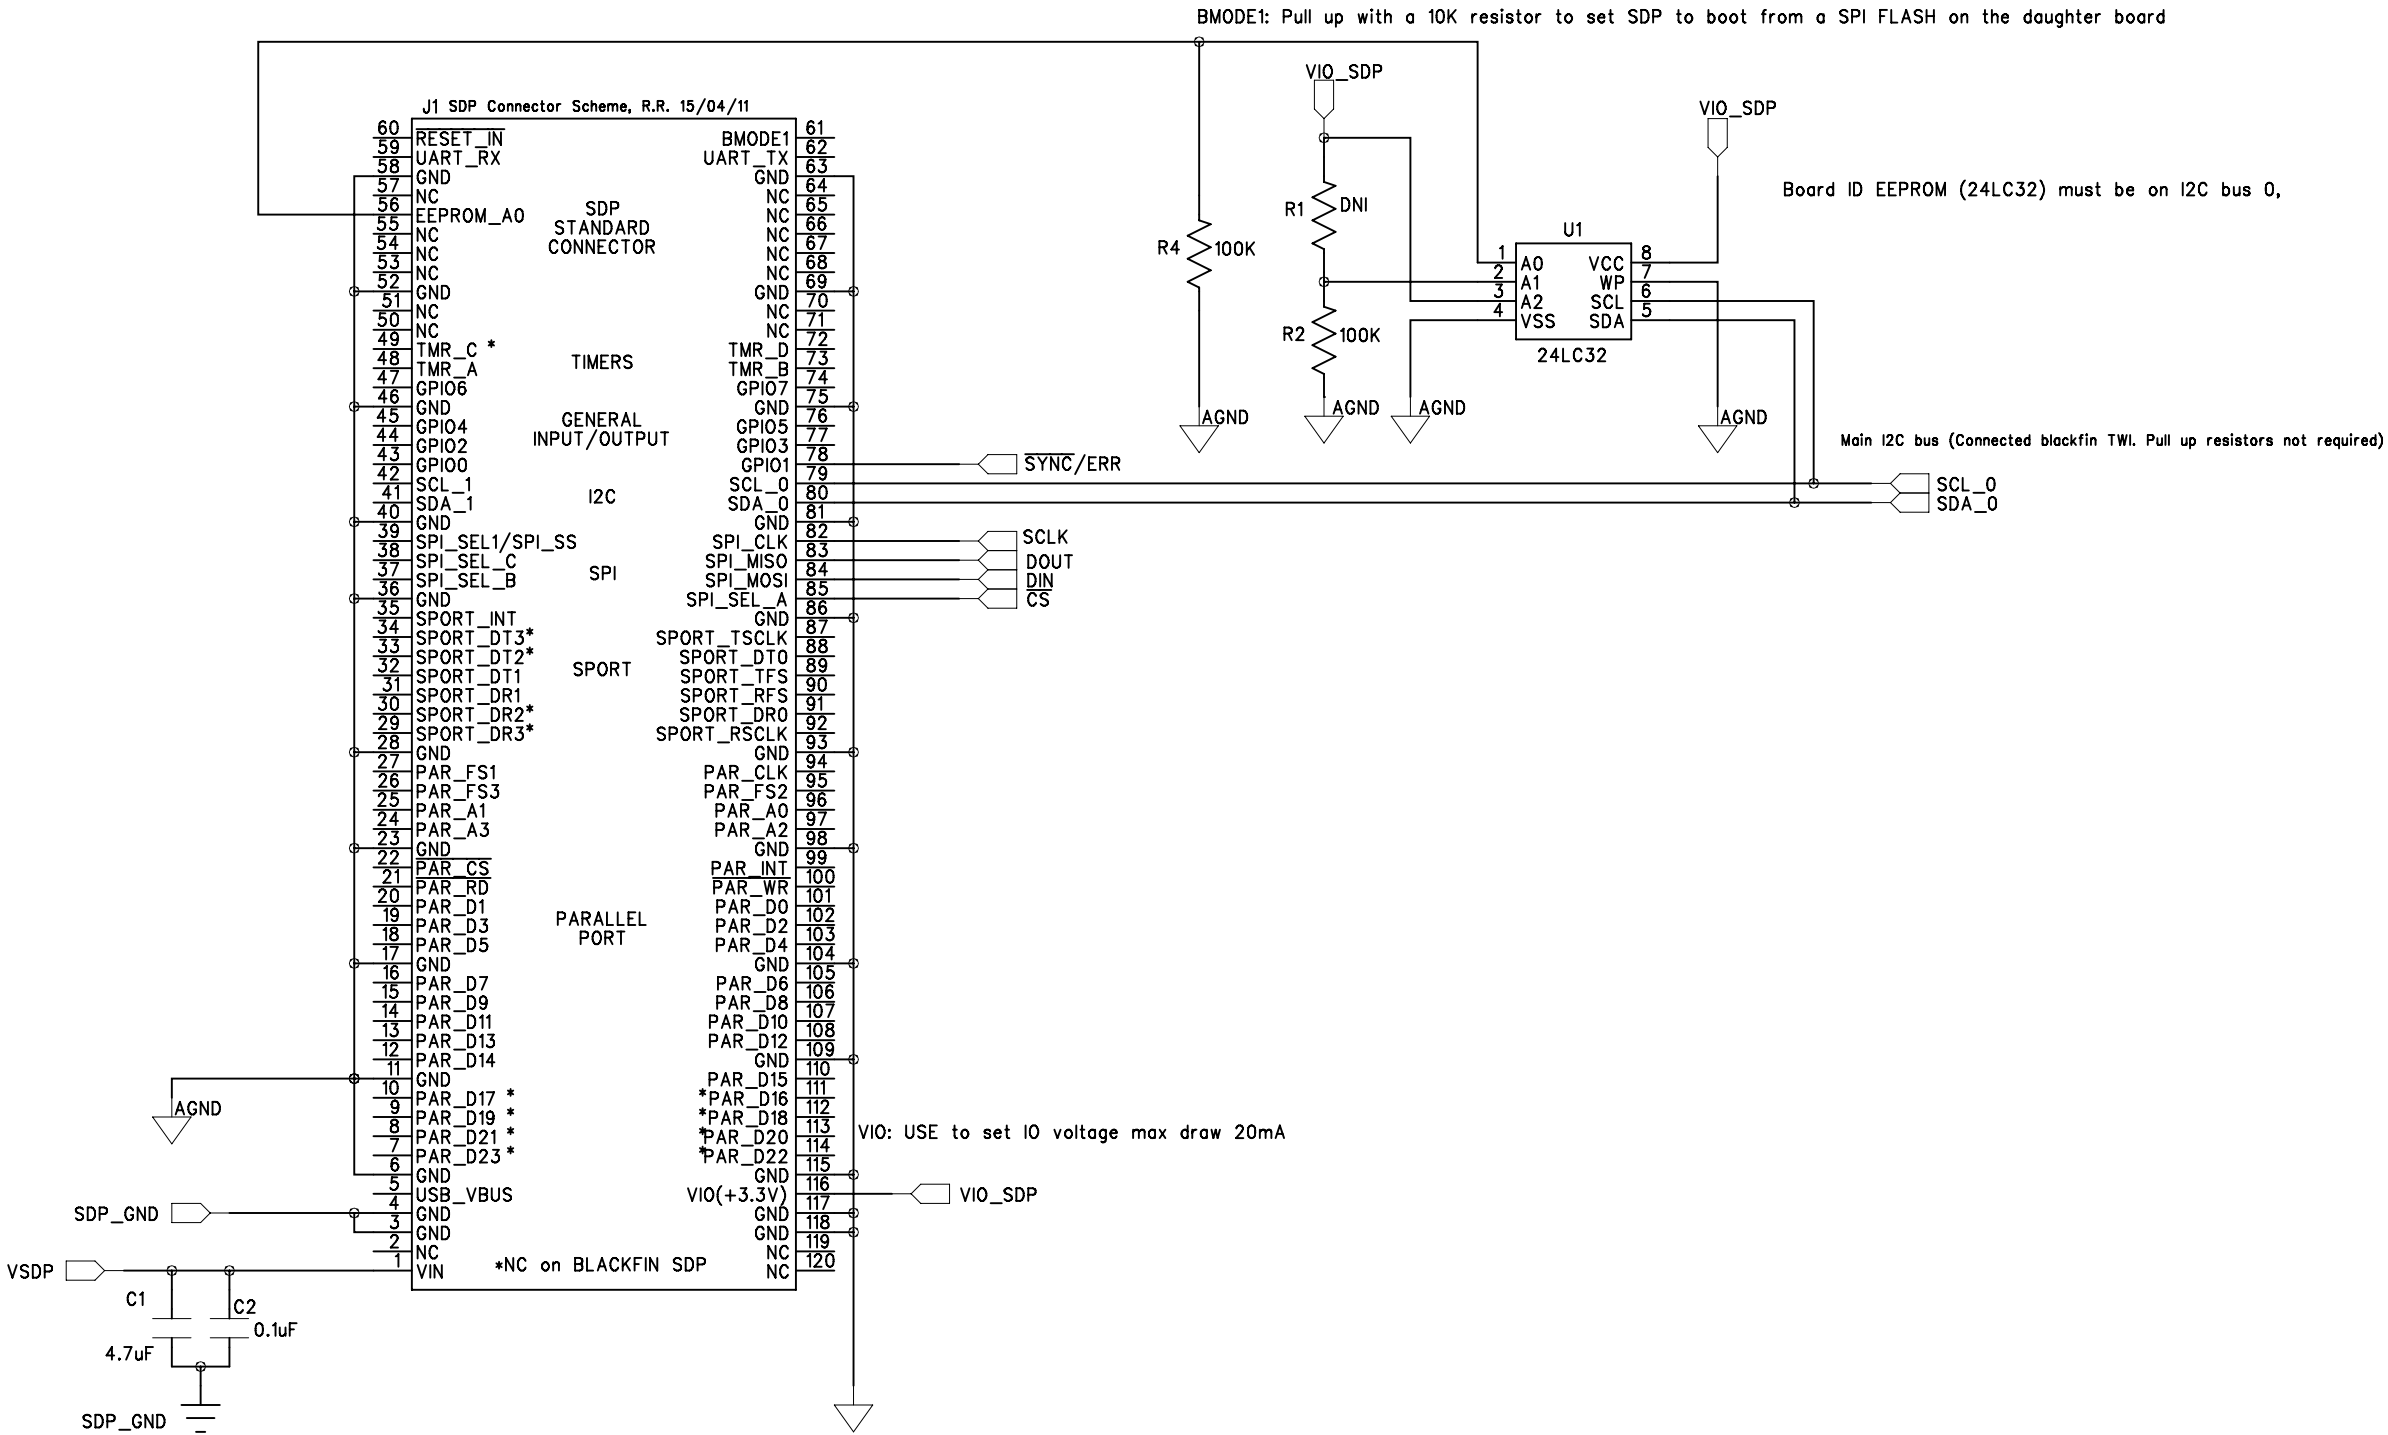 BMODE1: Pull up with a 10K resistor to set SDP to boot from a SPI FLASH on the daughter board
J1 SDP Connector Scheme, R.R. 15/04/11
60 RESET_IN BMODE1 61
59 UART_RX UART_TX 62
58 GND GND 63
57 NC NC 64
56 EEPROM_A0 NC 65
55 NC NC 66
54 NC NC 67
53 NC NC 68
52 GND GND 69
51 NC NC 70
50 NC NC 71
49 TMR_C * TMR_D 72
48 TMR_A TMR_B 73
47 GPIO6 GPIO7 74
46 GND GND 75
45 GPIO4 GPIO5 76
44 GPIO2 GPIO3 77
43 GPIO0 GPIO1 78
42 SCL_1 SCL_0 79
41 SDA_1 SDA_0 80
40 GND GND 81
39 SPI_SEL1/SPI_SS SPI_CLK 82
38 SPI_SEL_C SPI_MISO 83
37 SPI_SEL_B SPI_MOSI 84
36 GND SPI_SEL_A 85
35 SPORT_INT GND 86
34 SPORT_DT3* SPORT_TSCLK 87
33 SPORT_DT2* SPORT_DT0 88
32 SPORT_DT1 SPORT_TFS 89
31 SPORT_DR1 SPORT_RFS 90
30 SPORT_DR2* SPORT_DR0 91
29 SPORT_DR3* SPORT_RSCLK 92
28 GND GND 93
27 PAR_FS1 PAR_CLK 94
26 PAR_FS3 PAR_FS2 95
25 PAR_A1 PAR_A0 96
24 PAR_A3 PAR_A2 97
23 GND GND 98
22 PAR_CS PAR_INT 99
21 PAR_RD PAR_WR 100
20 PAR_D1 PAR_D0 101
19 PAR_D3 PAR_D2 102
18 PAR_D5 PAR_D4 103
17 GND GND 104
16 PAR_D7 PAR_D6 105
15 PAR_D9 PAR_D8 106
14 PAR_D11 PAR_D10 107
13 PAR_D13 PAR_D12 108
12 PAR_D14 GND 109
11 GND PAR_D15 110
10 PAR_D17 * *PAR_D16 111
9 PAR_D19 * *PAR_D18 112
8 PAR_D21 * *PAR_D20 113
7 PAR_D23 * *PAR_D22 114
6 GND GND 115
5 USB_VBUS VIO(+3.3V) 116
4 GND GND 117
3 GND GND 118
2 NC NC 119
1 VIN NC 120
SDP
STANDARD
CONNECTOR
TIMERS
GENERAL
INPUT/OUTPUT
I2C
SPI
SPORT
PARALLEL
PORT
*NC on BLACKFIN SDP
AGND
SDP_GND
VSDP
C1
4.7uF
C2
0.1uF
SDP_GND
SYNC/ERR
SCLK
DOUT
DIN
CS
VIO: USE to set IO voltage max draw 20mA
VIO_SDP
R4 100K
AGND
VIO_SDP
R1 DNI
R2 100K
AGND
AGND
U1
1 A0 VCC 8
2 A1 WP 7
3 A2 SCL 6
4 VSS SDA 5
24LC32
VIO_SDP
AGND
Board ID EEPROM (24LC32) must be on I2C bus 0,
Main I2C bus (Connected blackfin TWI. Pull up resistors not required)
SCL_0
SDA_0